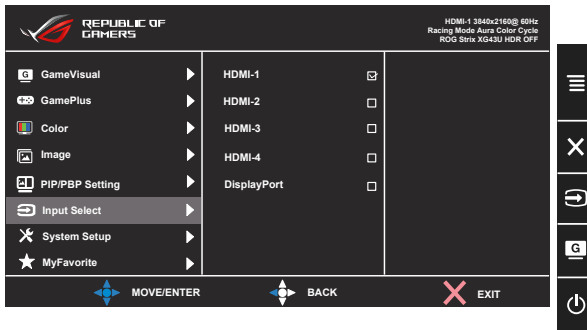 REPUBLIC OF
GAMERS
HDMI-1 3840x2160@ 60Hz
Racing Mode Aura Color Cycle
ROG Strix XG43U HDR OFF
G GameVisual
GamePlus
Color
Image
PIP/PBP Setting
Input Select
System Setup
MyFavorite
HDMI-1
HDMI-2
HDMI-3
HDMI-4
DisplayPort
G
MOVE/ENTER
BACK
EXIT